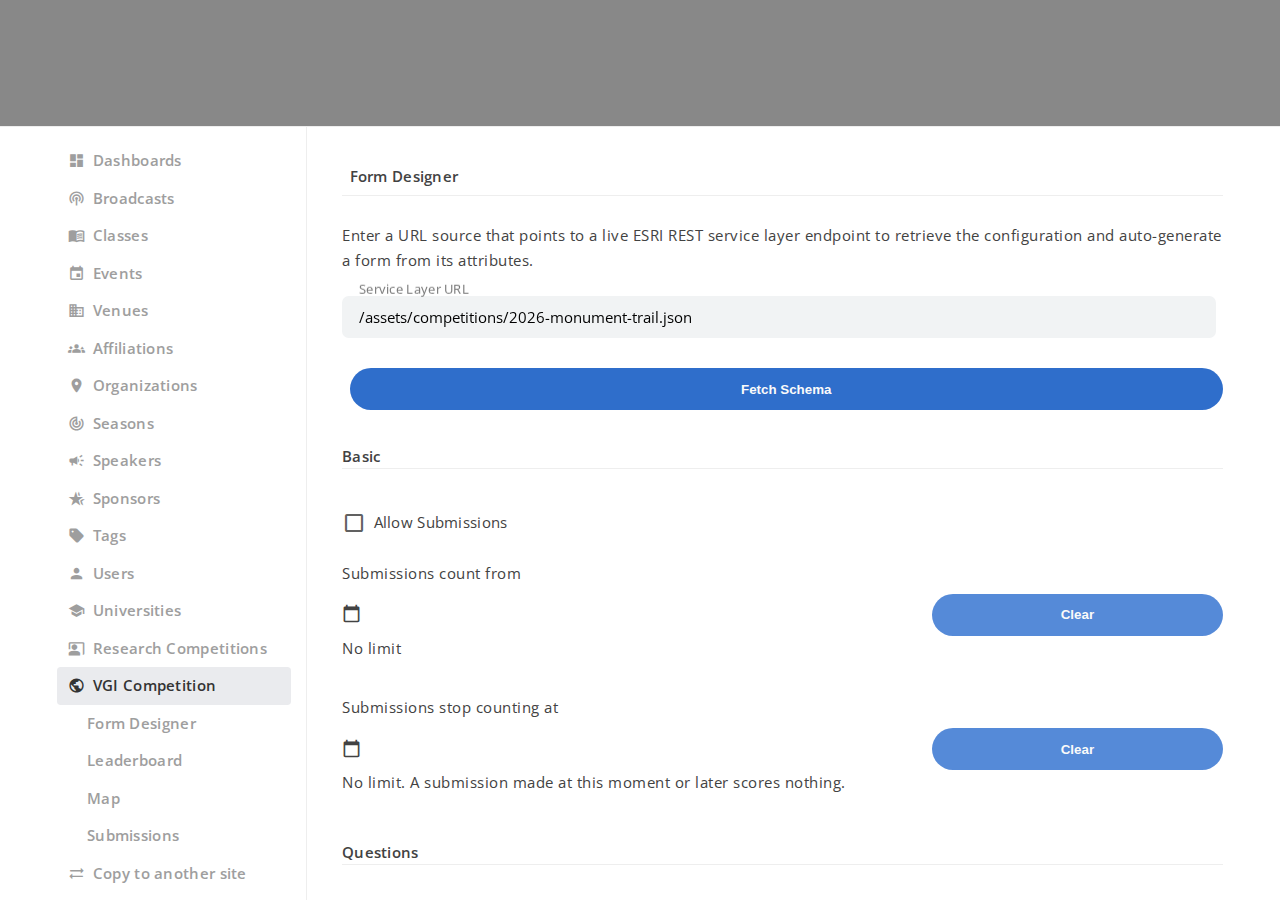 Dashboards
Broadcasts
Classes
Events
Venues
Affiliations
Organizations
Seasons
Speakers
Sponsors
Tags
Users
Universities
Research Competitions
VGI Competition
Form Designer
Leaderboard
Map
Submissions
Copy to another site
Form Designer
Enter a URL source that points to a live ESRI REST service layer endpoint to retrieve the configuration and auto-generate
a form from its attributes.
Service Layer URL
/assets/competitions/2026-monument-trail.json
Fetch Schema
Basic
Allow Submissions
Submissions count from
Clear
No limit
Submissions stop counting at
Clear
No limit. A submission made at this moment or later scores nothing.
Questions